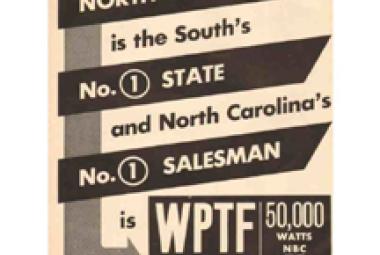 NORTH
is the South's
No. 1 STATE
and North Carolina's
No. 1 SALESMAN
is WPTF 50,000
WATTS
NBC